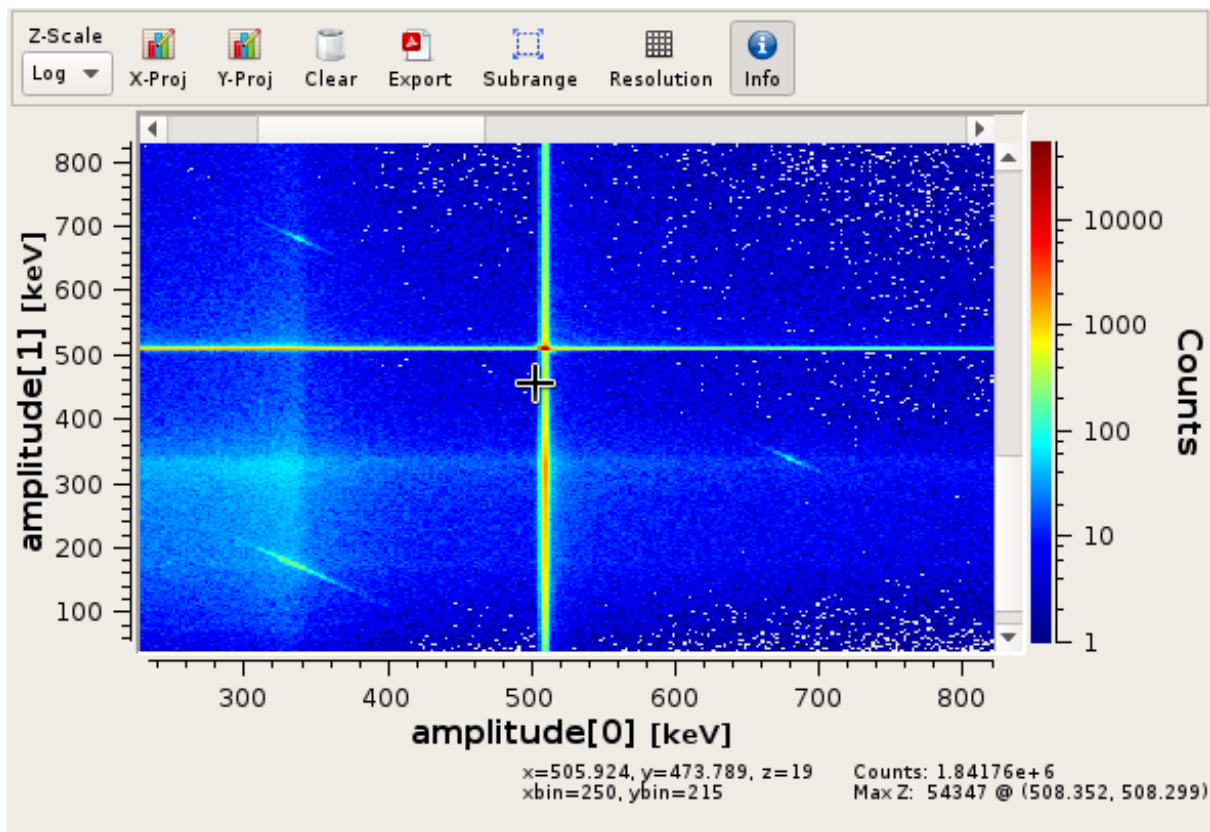 Z-Scale
Log
X-Proj
Y-Proj
Clear
Export
Subrange
Resolution
Info
800
700
600
500
400
300
200
100
amplitude[1] [keV]
300 400 500 600 700 800
amplitude[0] [keV]
10000
1000
100
10
1
Counts
x=505.924, y=473.789, z=19
xbin=250, ybin=215
Counts: 1.84176e+6
Max Z: 54347 @ (508.352, 508.299)